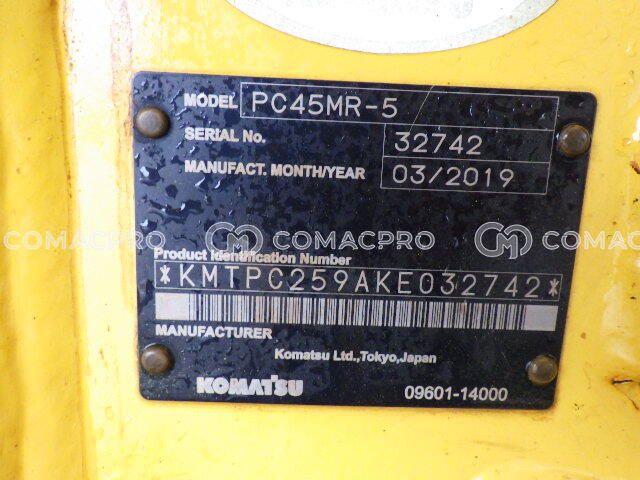 MODEL PC45MR-5
SERIAL No. 32742
MANUFACT. MONTH/YEAR 03/2019
COMACPRO COMACPRO COMACPRO
Product Identification Number
*KMTPC259AKE032742*
MANUFACTURER
Komatsu Ltd.,Tokyo,Japan
KOMATSU 09601-14000